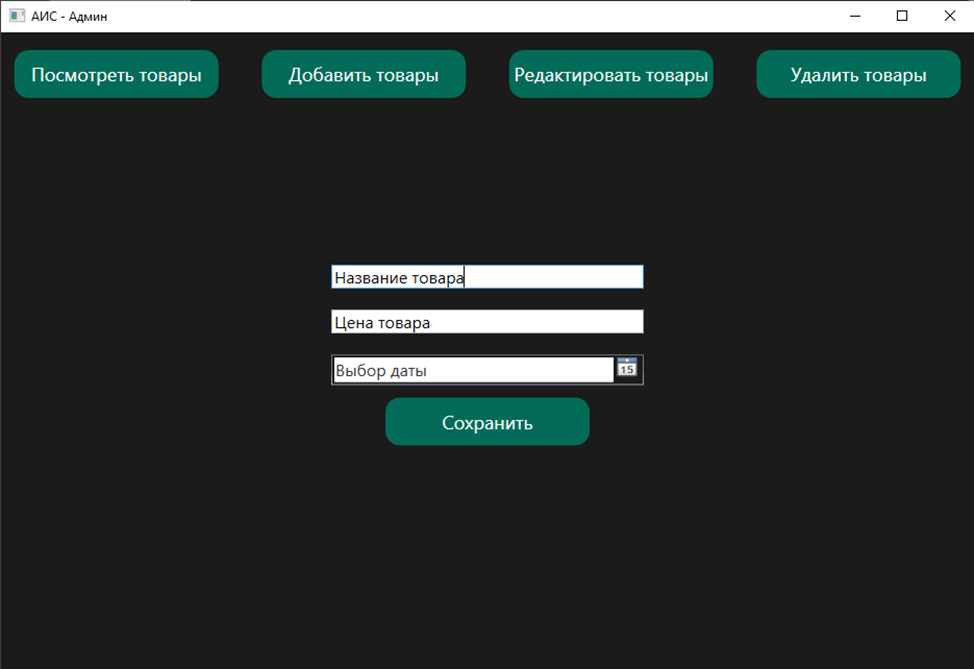 АИС - Админ
Посмотреть товары
Добавить товары
Редактировать товары
Удалить товары
Название товара
Цена товара
Выбор даты
15
Сохранить